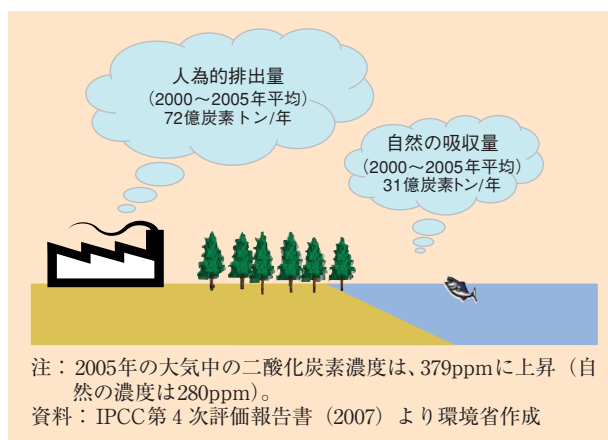 人為的排出量
（2000～2005年平均）
72億炭素トン/年
自然の吸収量
（2000～2005年平均）
31億炭素トン/年
注：2005年の大気中の二酸化炭素濃度は、379ppmに上昇（自
然の濃度は280ppm）。
資料：IPCC第４次評価報告書（2007）より環境省作成